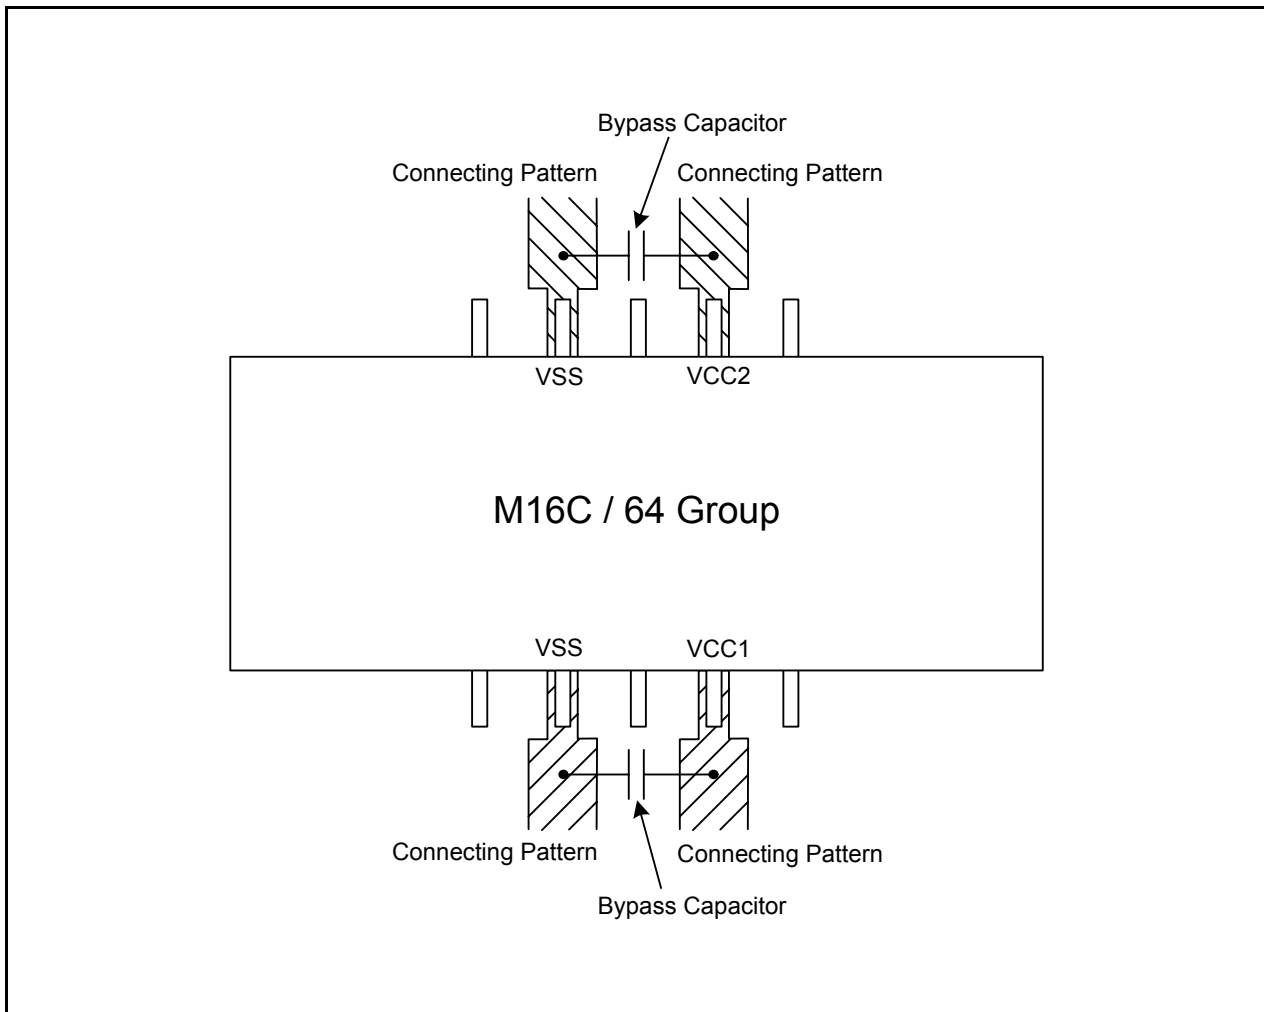 Bypass Capacitor
Connecting Pattern
Connecting Pattern
VSS
VCC2
M16C / 64 Group
VSS
VCC1
Connecting Pattern
Connecting Pattern
Bypass Capacitor